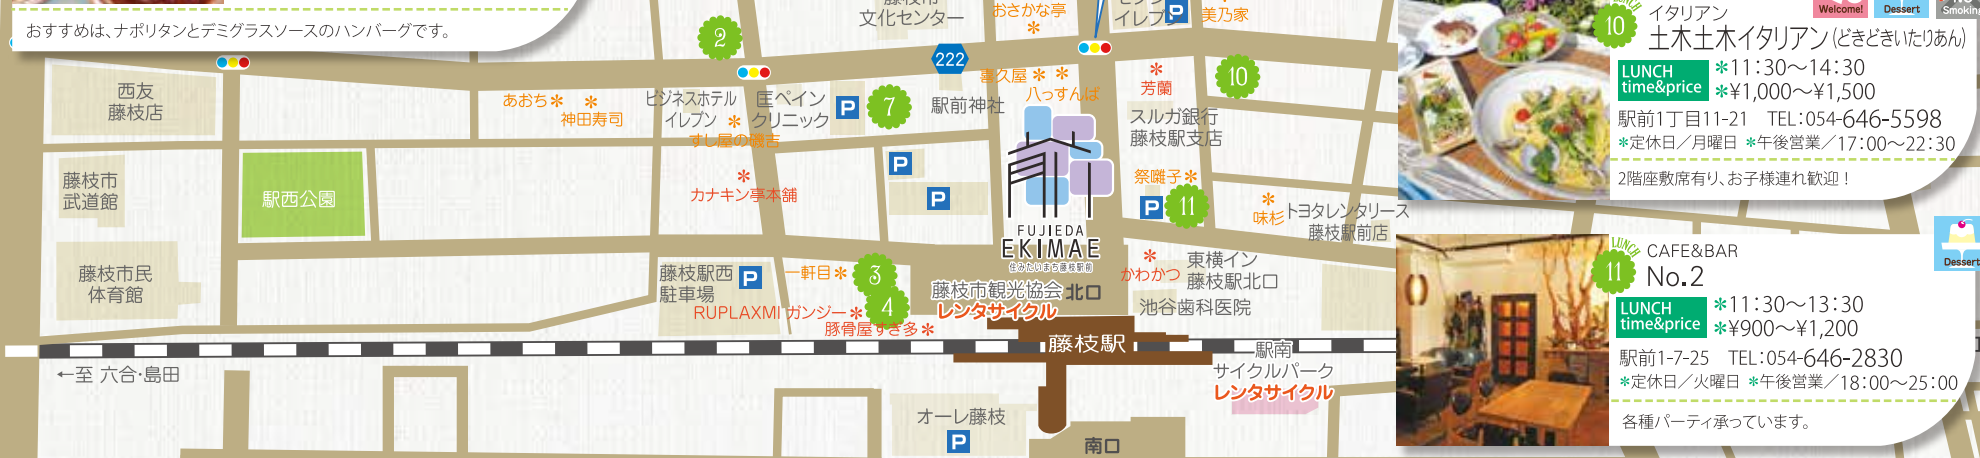 おすすめは、ナポリタンとデミグラスソースのハンバーグです。
文化センター
おさかな亭
イレブン
P
美乃家
2
222
喜久屋
八っすんば
芳蘭
10
西友
藤枝店
あおち
神田寿司
ビジネスホテル
イレブン
すし屋の磯吉
匡ペイン
クリニック
P
7
駅前神社
スルガ銀行
藤枝駅支店
藤枝市
武道館
駅西公園
カナキン亭本舗
P
P
FUJIEDA
EKIMAE
住みたいまち藤枝駅前
祭囃子
P
11
味杉
トヨタレンタリース
藤枝駅前店
藤枝市民
体育館
藤枝駅西
駐車場
P
一軒目
3
4
RUPLAXMI ガンジー
豚骨屋すき多
藤枝市観光協会
レンタサイクル
北口
かわかつ
東横イン
藤枝駅北口
池谷歯科医院
藤枝駅
←至 六合・島田
駅南
サイクルパーク
レンタサイクル
オーレ藤枝
P
南口
LUNCH
10
イタリアン
土木土木イタリアン(どきどきいたりあん)
Welcome!
Dessert
Smoking
LUNCH
time&price
*11:30〜14:30
*¥1,000〜¥1,500
駅前1丁目11-21 TEL:054-646-5598
*定休日/月曜日 *午後営業/17:00〜22:30
2階座敷席有り、お子様連れ歓迎!
LUNCH
11
CAFE&BAR
No.2
Dessert
LUNCH
time&price
*11:30〜13:30
*¥900〜¥1,200
駅前1-7-25 TEL:054-646-2830
*定休日/火曜日 *午後営業/18:00〜25:00
各種パーティ承っています。